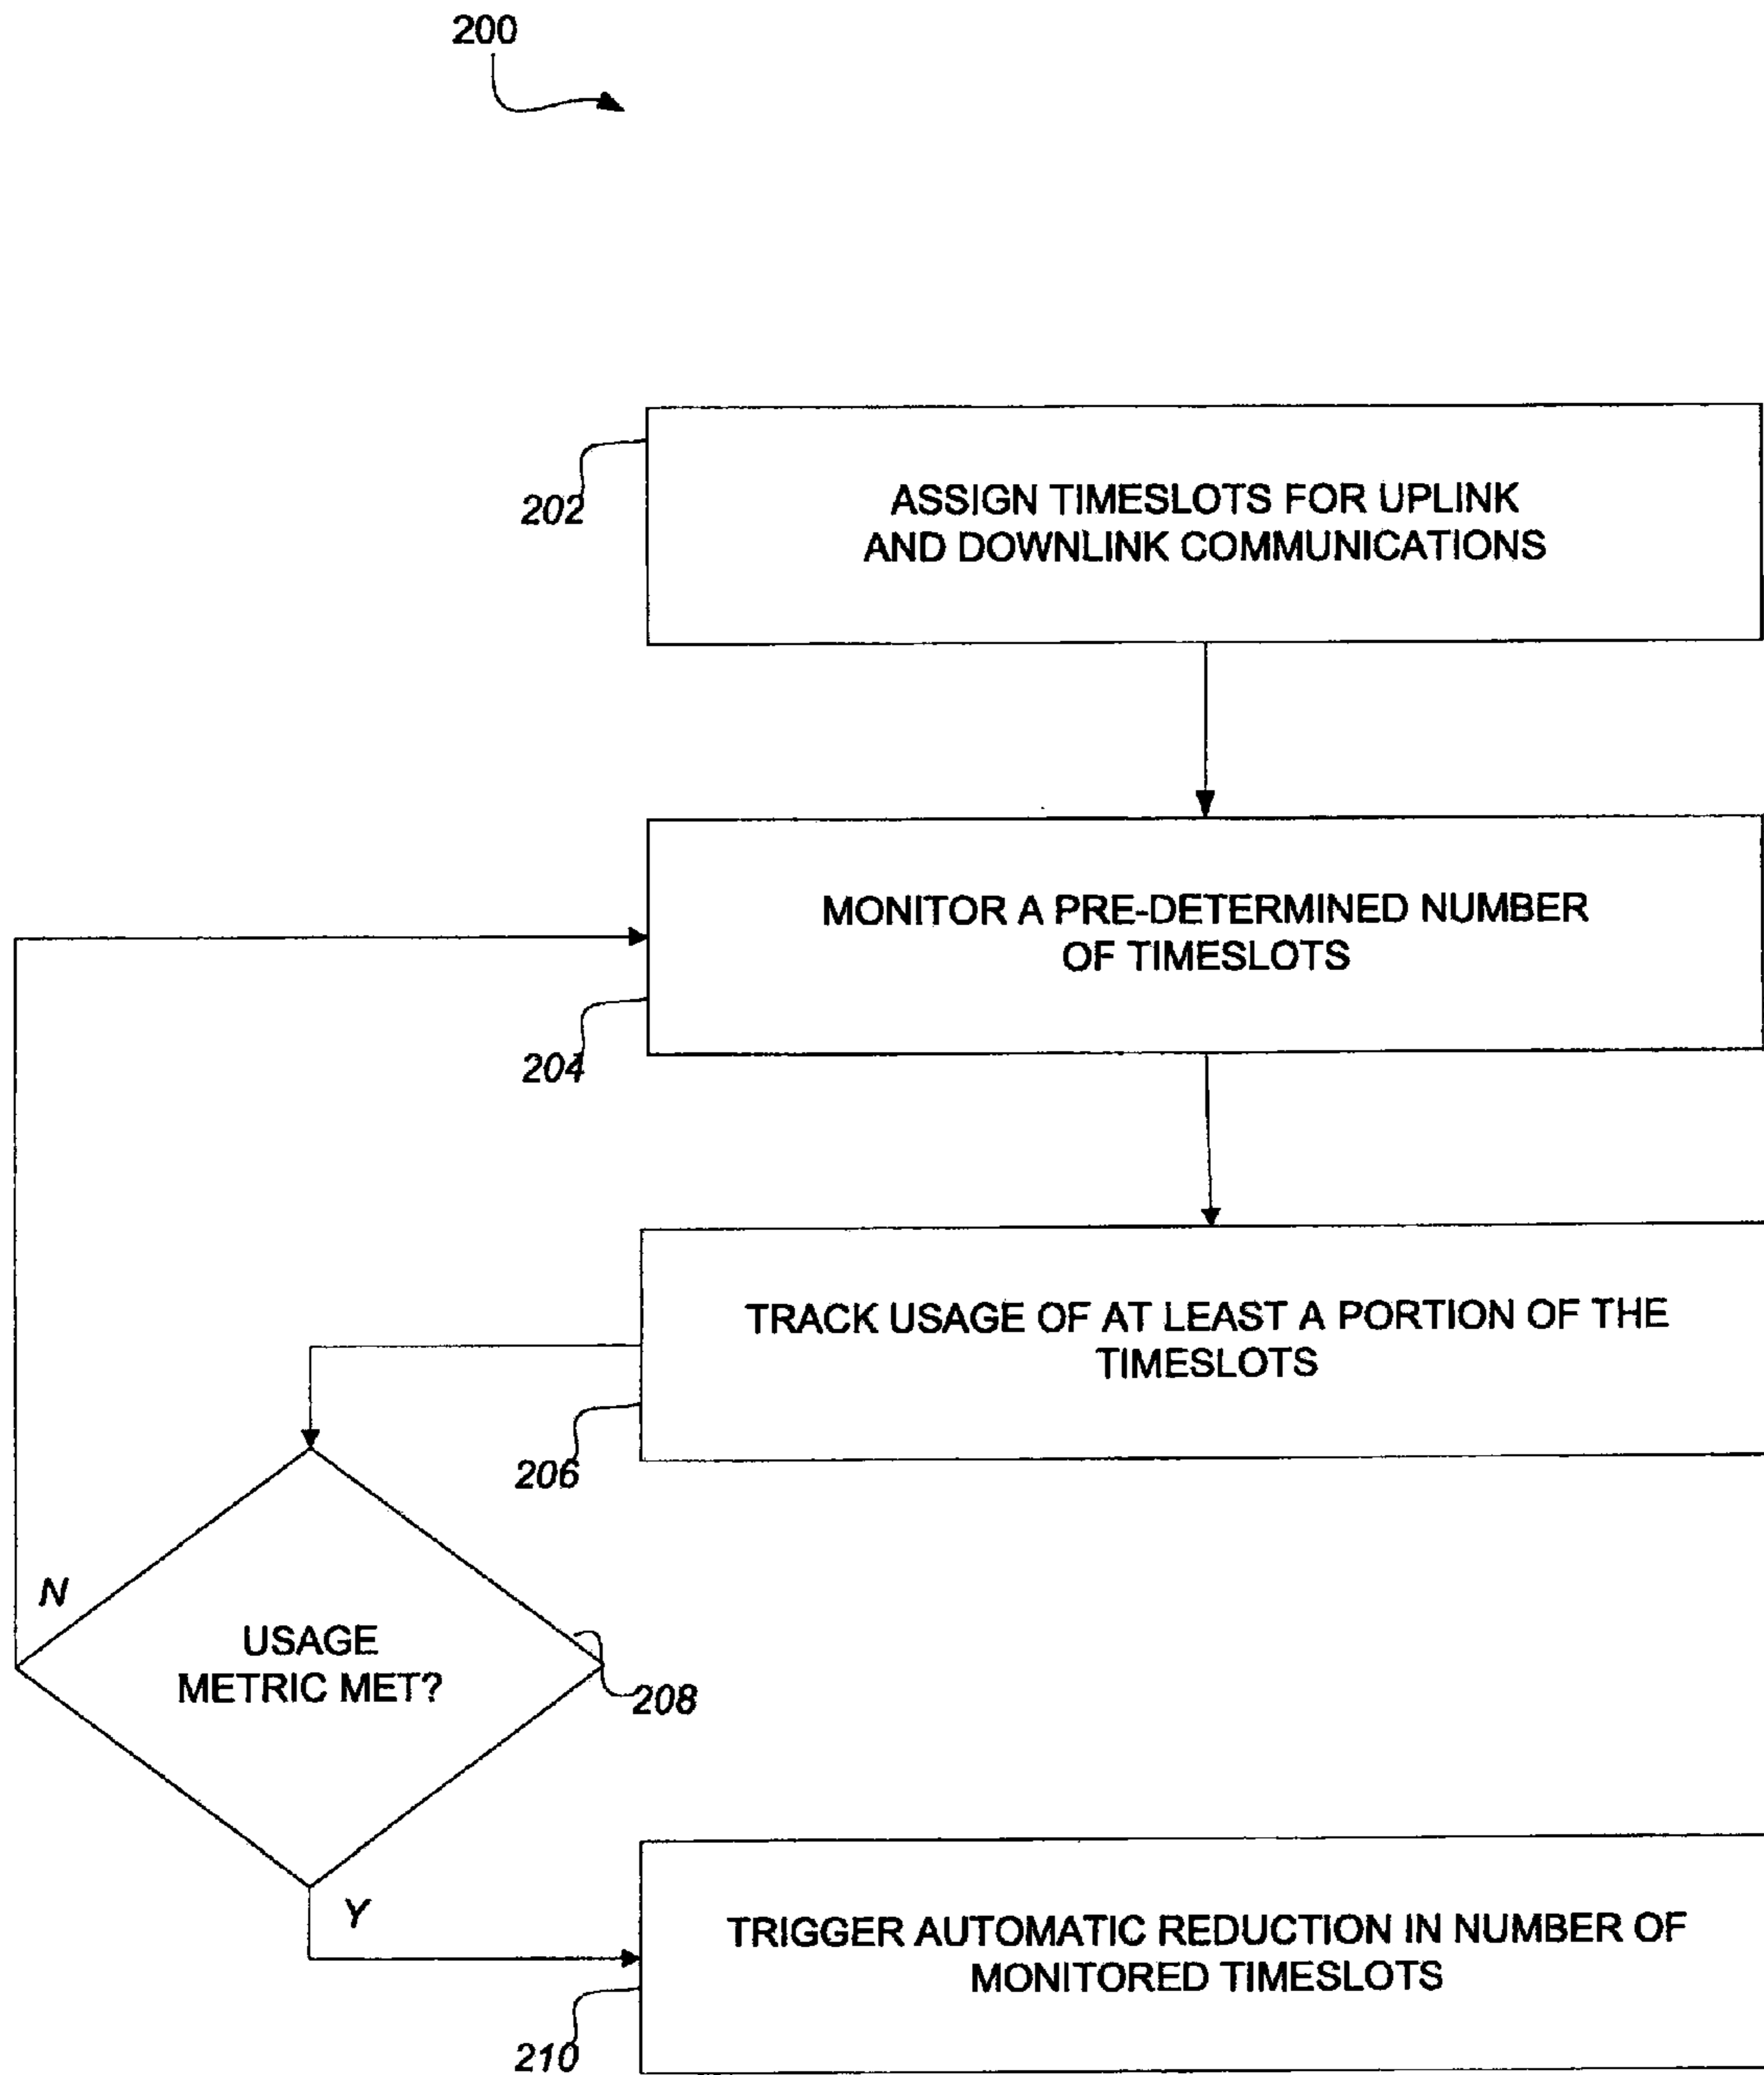 200
202
ASSIGN TIMESLOTS FOR UPLINK
AND DOWNLINK COMMUNICATIONS
MONITOR A PRE-DETERMINED NUMBER
OF TIMESLOTS
204
TRACK USAGE OF AT LEAST A PORTION OF THE
TIMESLOTS
206
N
USAGE
METRIC MET?
208
Y
TRIGGER AUTOMATIC REDUCTION IN NUMBER OF
MONITORED TIMESLOTS
210